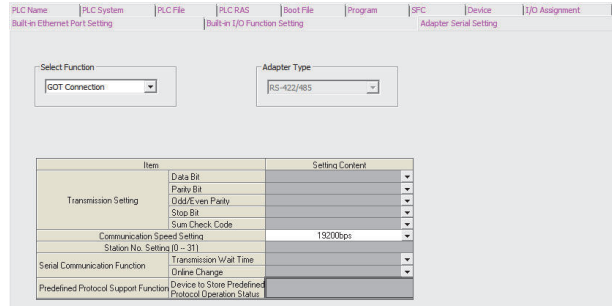 PLC Name PLC System PLC File PLC RAS Boot File Program SFC Device I/O Assignment
Built-in Ethernet Port Setting Built-in I/O Function Setting Adapter Serial Setting
Select Function Adapter Type
GOT Connection RS-422/485
Item Setting Content
Transmission Setting
Data Bit
Parity Bit
Odd/Even Parity
Stop Bit
Sum Check Code
Communication Speed Setting 19200bps
Station No. Setting (0 -- 31)
Serial Communication Function
Transmission Wait Time
Online Change
Predefined Protocol Support Function
Device to Store Predefined
Protocol Operation Status